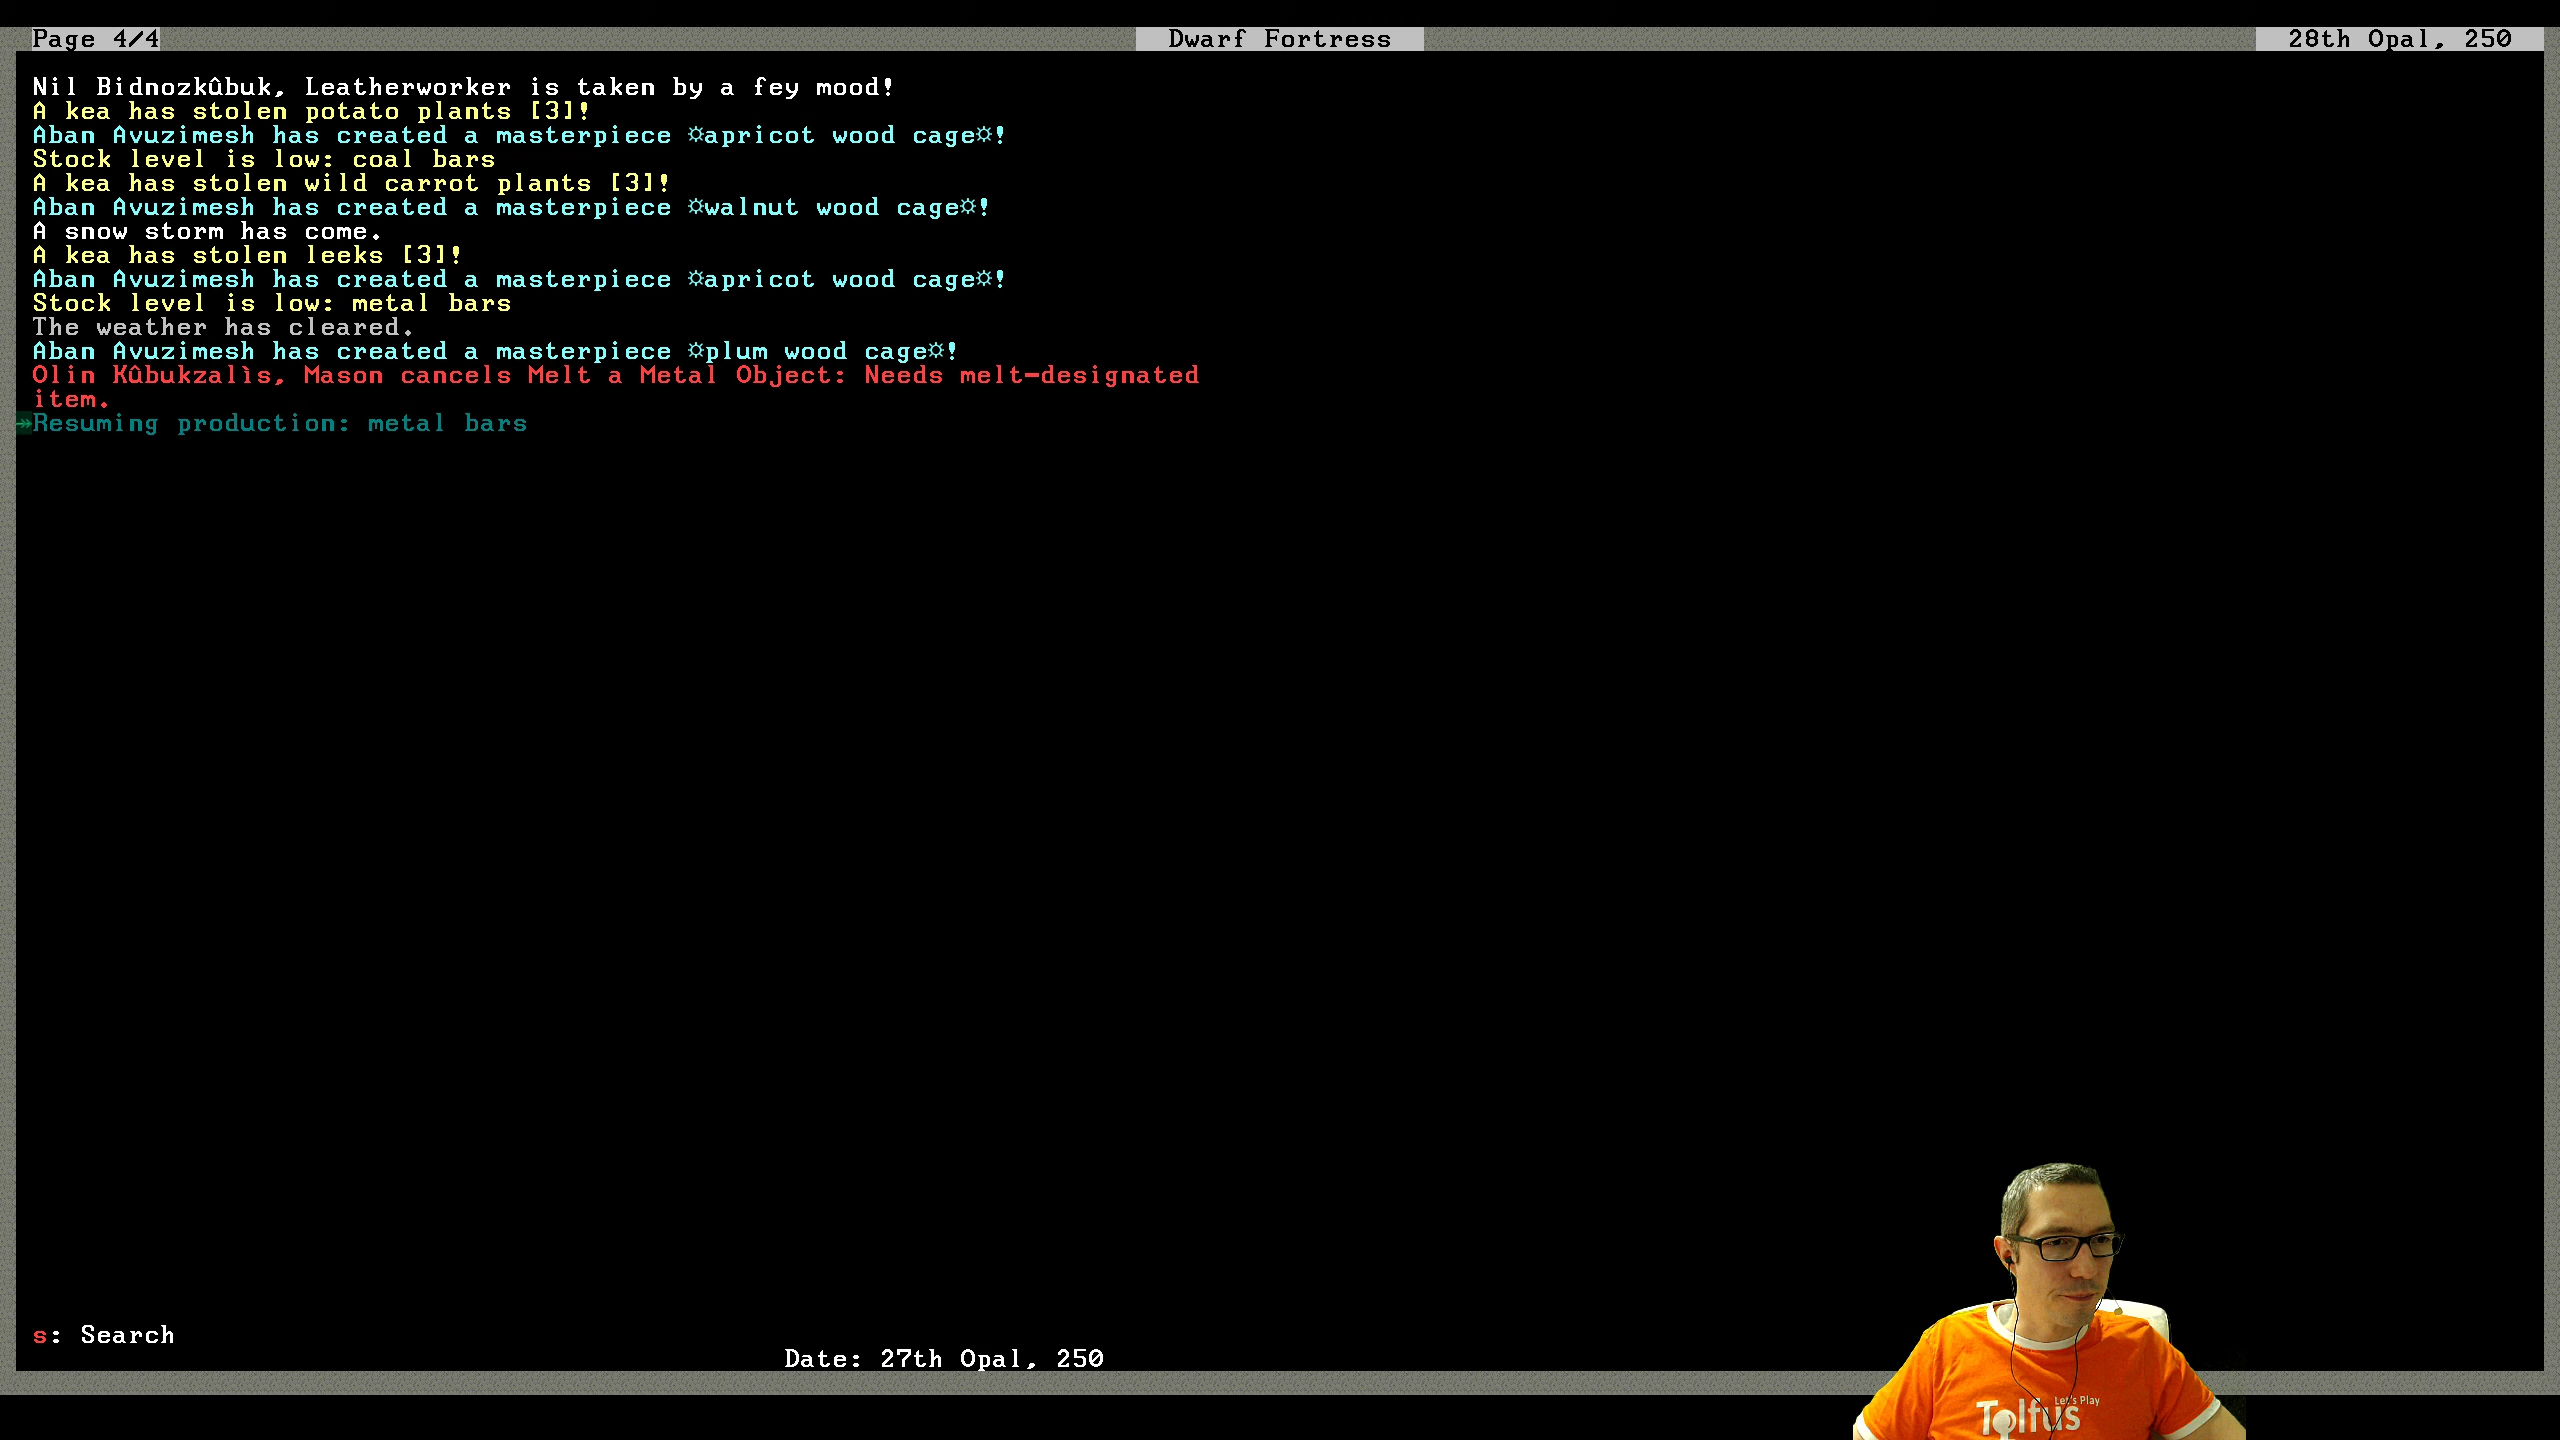 Page 4/4
Dwarf Fortress
28th Opal, 250
Nil Bidnozkûbuk, Leatherworker is taken by a fey mood!
A kea has stolen potato plants [3]!
Aban Avuzimesh has created a masterpiece ☼apricot wood cage☼!
Stock level is low: coal bars
A kea has stolen wild carrot plants [3]!
Aban Avuzimesh has created a masterpiece ☼walnut wood cage☼!
A snow storm has come.
A kea has stolen leeks [3]!
Aban Avuzimesh has created a masterpiece ☼apricot wood cage☼!
Stock level is low: metal bars
The weather has cleared.
Aban Avuzimesh has created a masterpiece ☼plum wood cage☼!
Olin Kûbukzalìs, Mason cancels Melt a Metal Object: Needs melt-designated
item.
Resuming production: metal bars
s: Search
Date: 27th Opal, 250
Let's Play
Tolfus